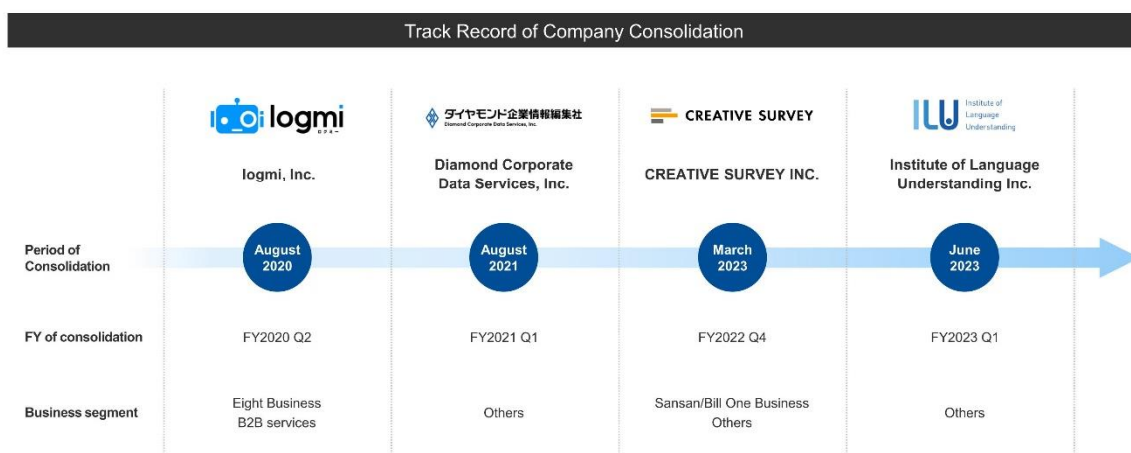 Track Record of Company Consolidation
logmi
ログミー
ダイヤモンド企業情報編集社
Diamond Corporate Data Services, Inc.
CREATIVE SURVEY
ILU
Institute of
Language
Understanding
logmi, Inc.
Diamond Corporate
Data Services, Inc.
CREATIVE SURVEY INC.
Institute of Language
Understanding Inc.
Period of
Consolidation
August
2020
August
2021
March
2023
June
2023
FY of consolidation
FY2020 Q2
FY2021 Q1
FY2022 Q4
FY2023 Q1
Business segment
Eight Business
B2B services
Others
Sansan/Bill One Business
Others
Others